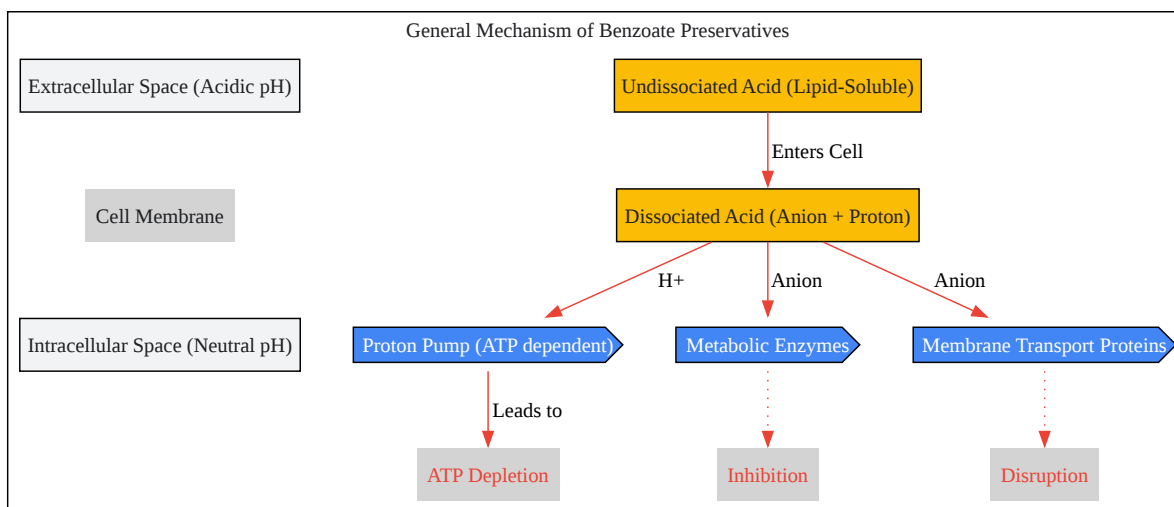 General Mechanism of Benzoate Preservatives
Extracellular Space (Acidic pH)
Undissociated Acid (Lipid-Soluble)
Enters Cell
Cell Membrane
Dissociated Acid (Anion + Proton)
H+
Anion
Anion
Intracellular Space (Neutral pH)
Proton Pump (ATP dependent)
Metabolic Enzymes
Membrane Transport Proteins
Leads to
ATP Depletion
Inhibition
Disruption